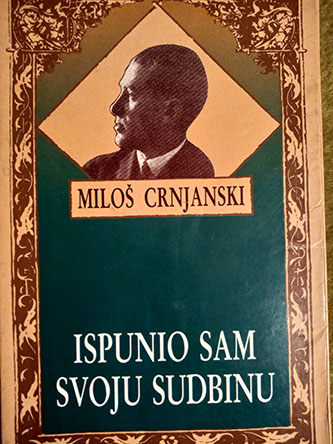 MILOŠ CRNJANSKI
ISPUNIO SAM
SVOJU SUDBINU